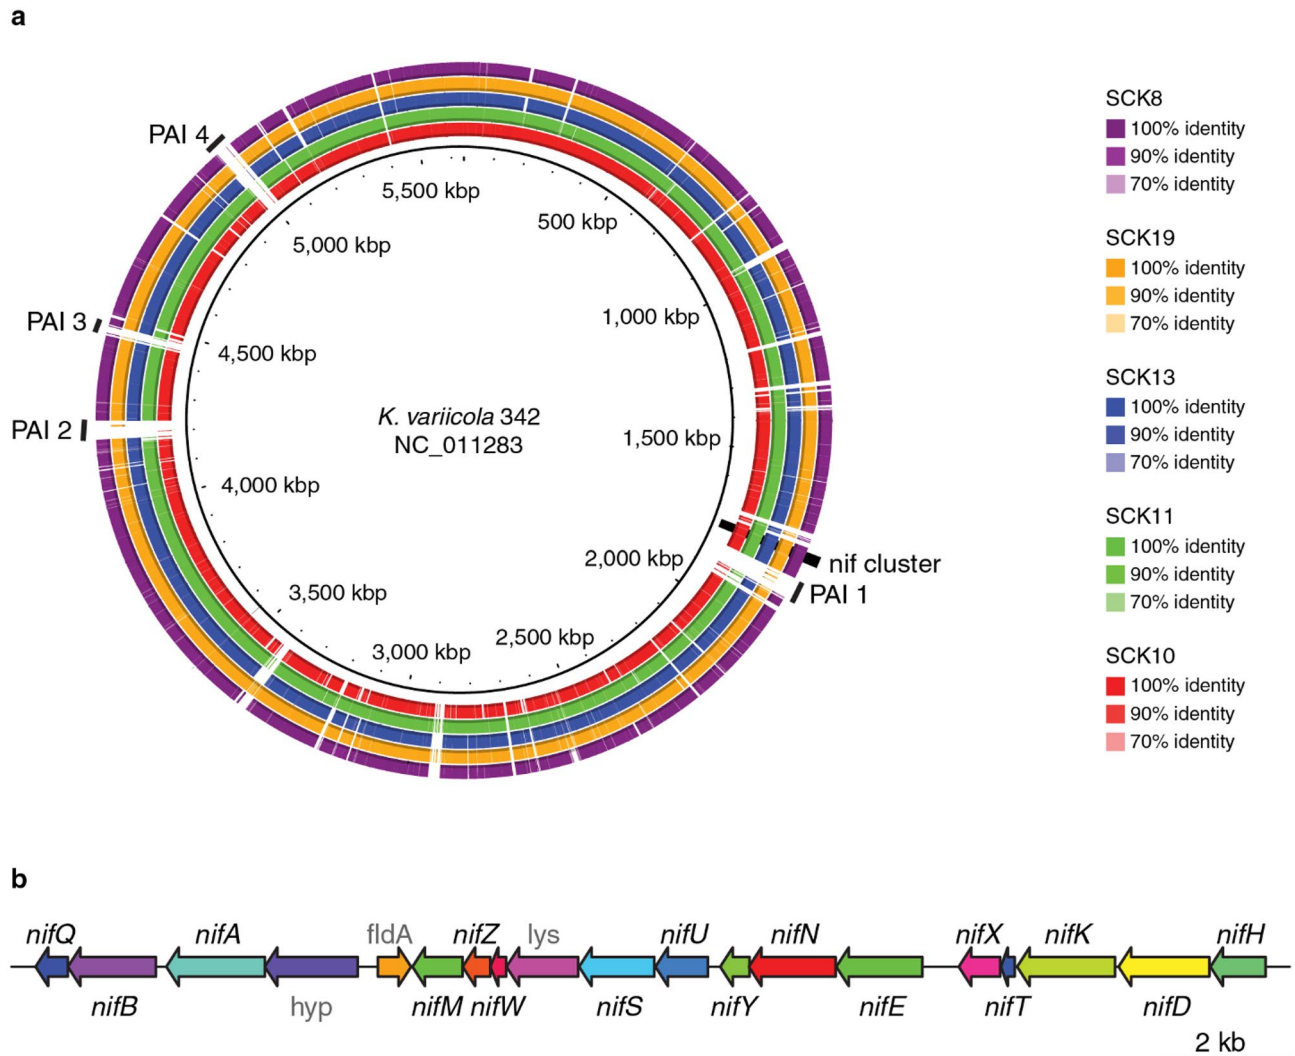 a
PAI 4
PAI 3
PAI 2
5,500 kbp
500
5,000 kbp
1,000 kbp
4,500 kbp
K. variicola 342
NC_011283
1,500 kbp
4,000 kbp
2,000 kbp
nif cluster
PAI 1
3,500 kbp
2,500 kbp
3,000 kbp
SCK8
100% identity
90% identity
70% identity
SCK19
100% identity
90% identity
70% identity
SCK13
100% identity
90% identity
70% identity
SCK11
100% identity
90% identity
70% identity
SCK10
100% identity
90% identity
70% identity
b
nifQ nifA fldA nifZ lys nifU nifN nifX nifK nifH
nifB hyp nifM nifW nifS nifY nifE nifT nifD
2 kb